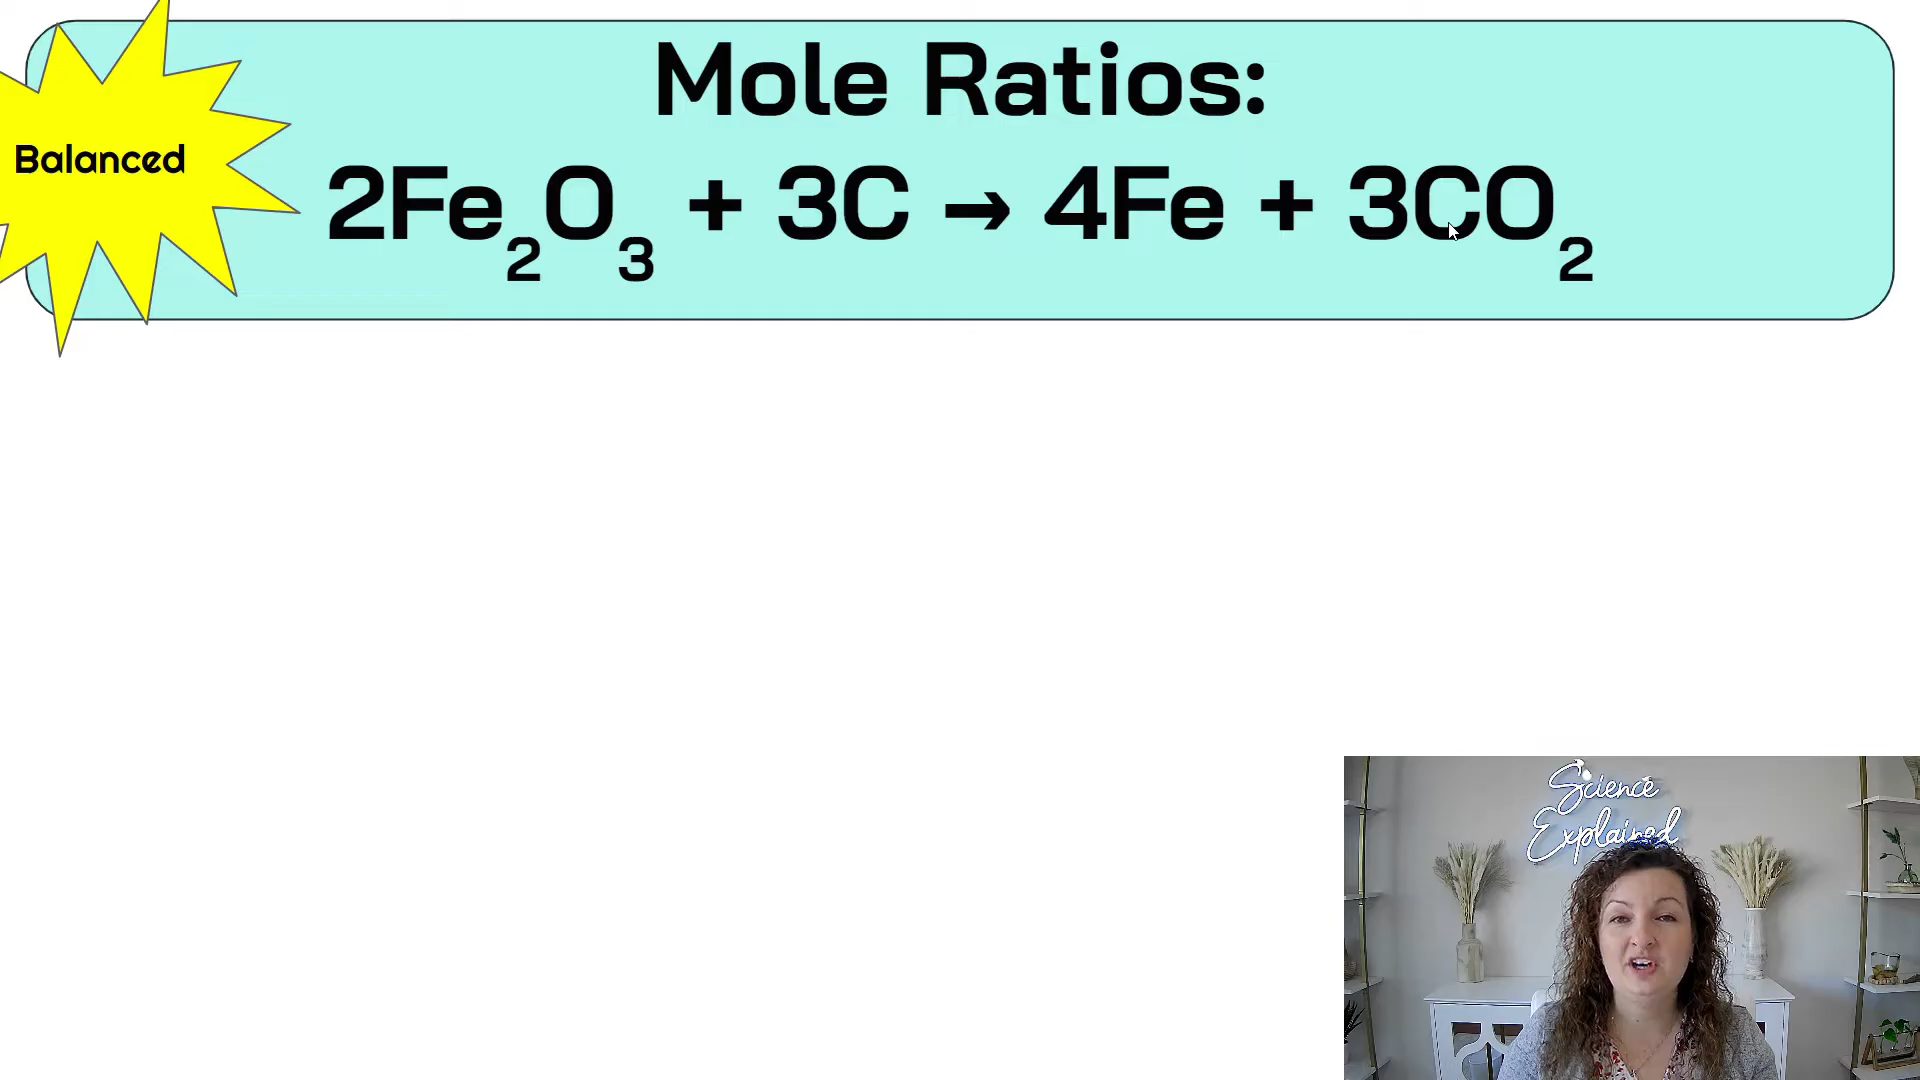 Mole Ratios:
Balanced
2Fe₂O₃ + 3C → 4Fe + 3CO₂
Science
Explained